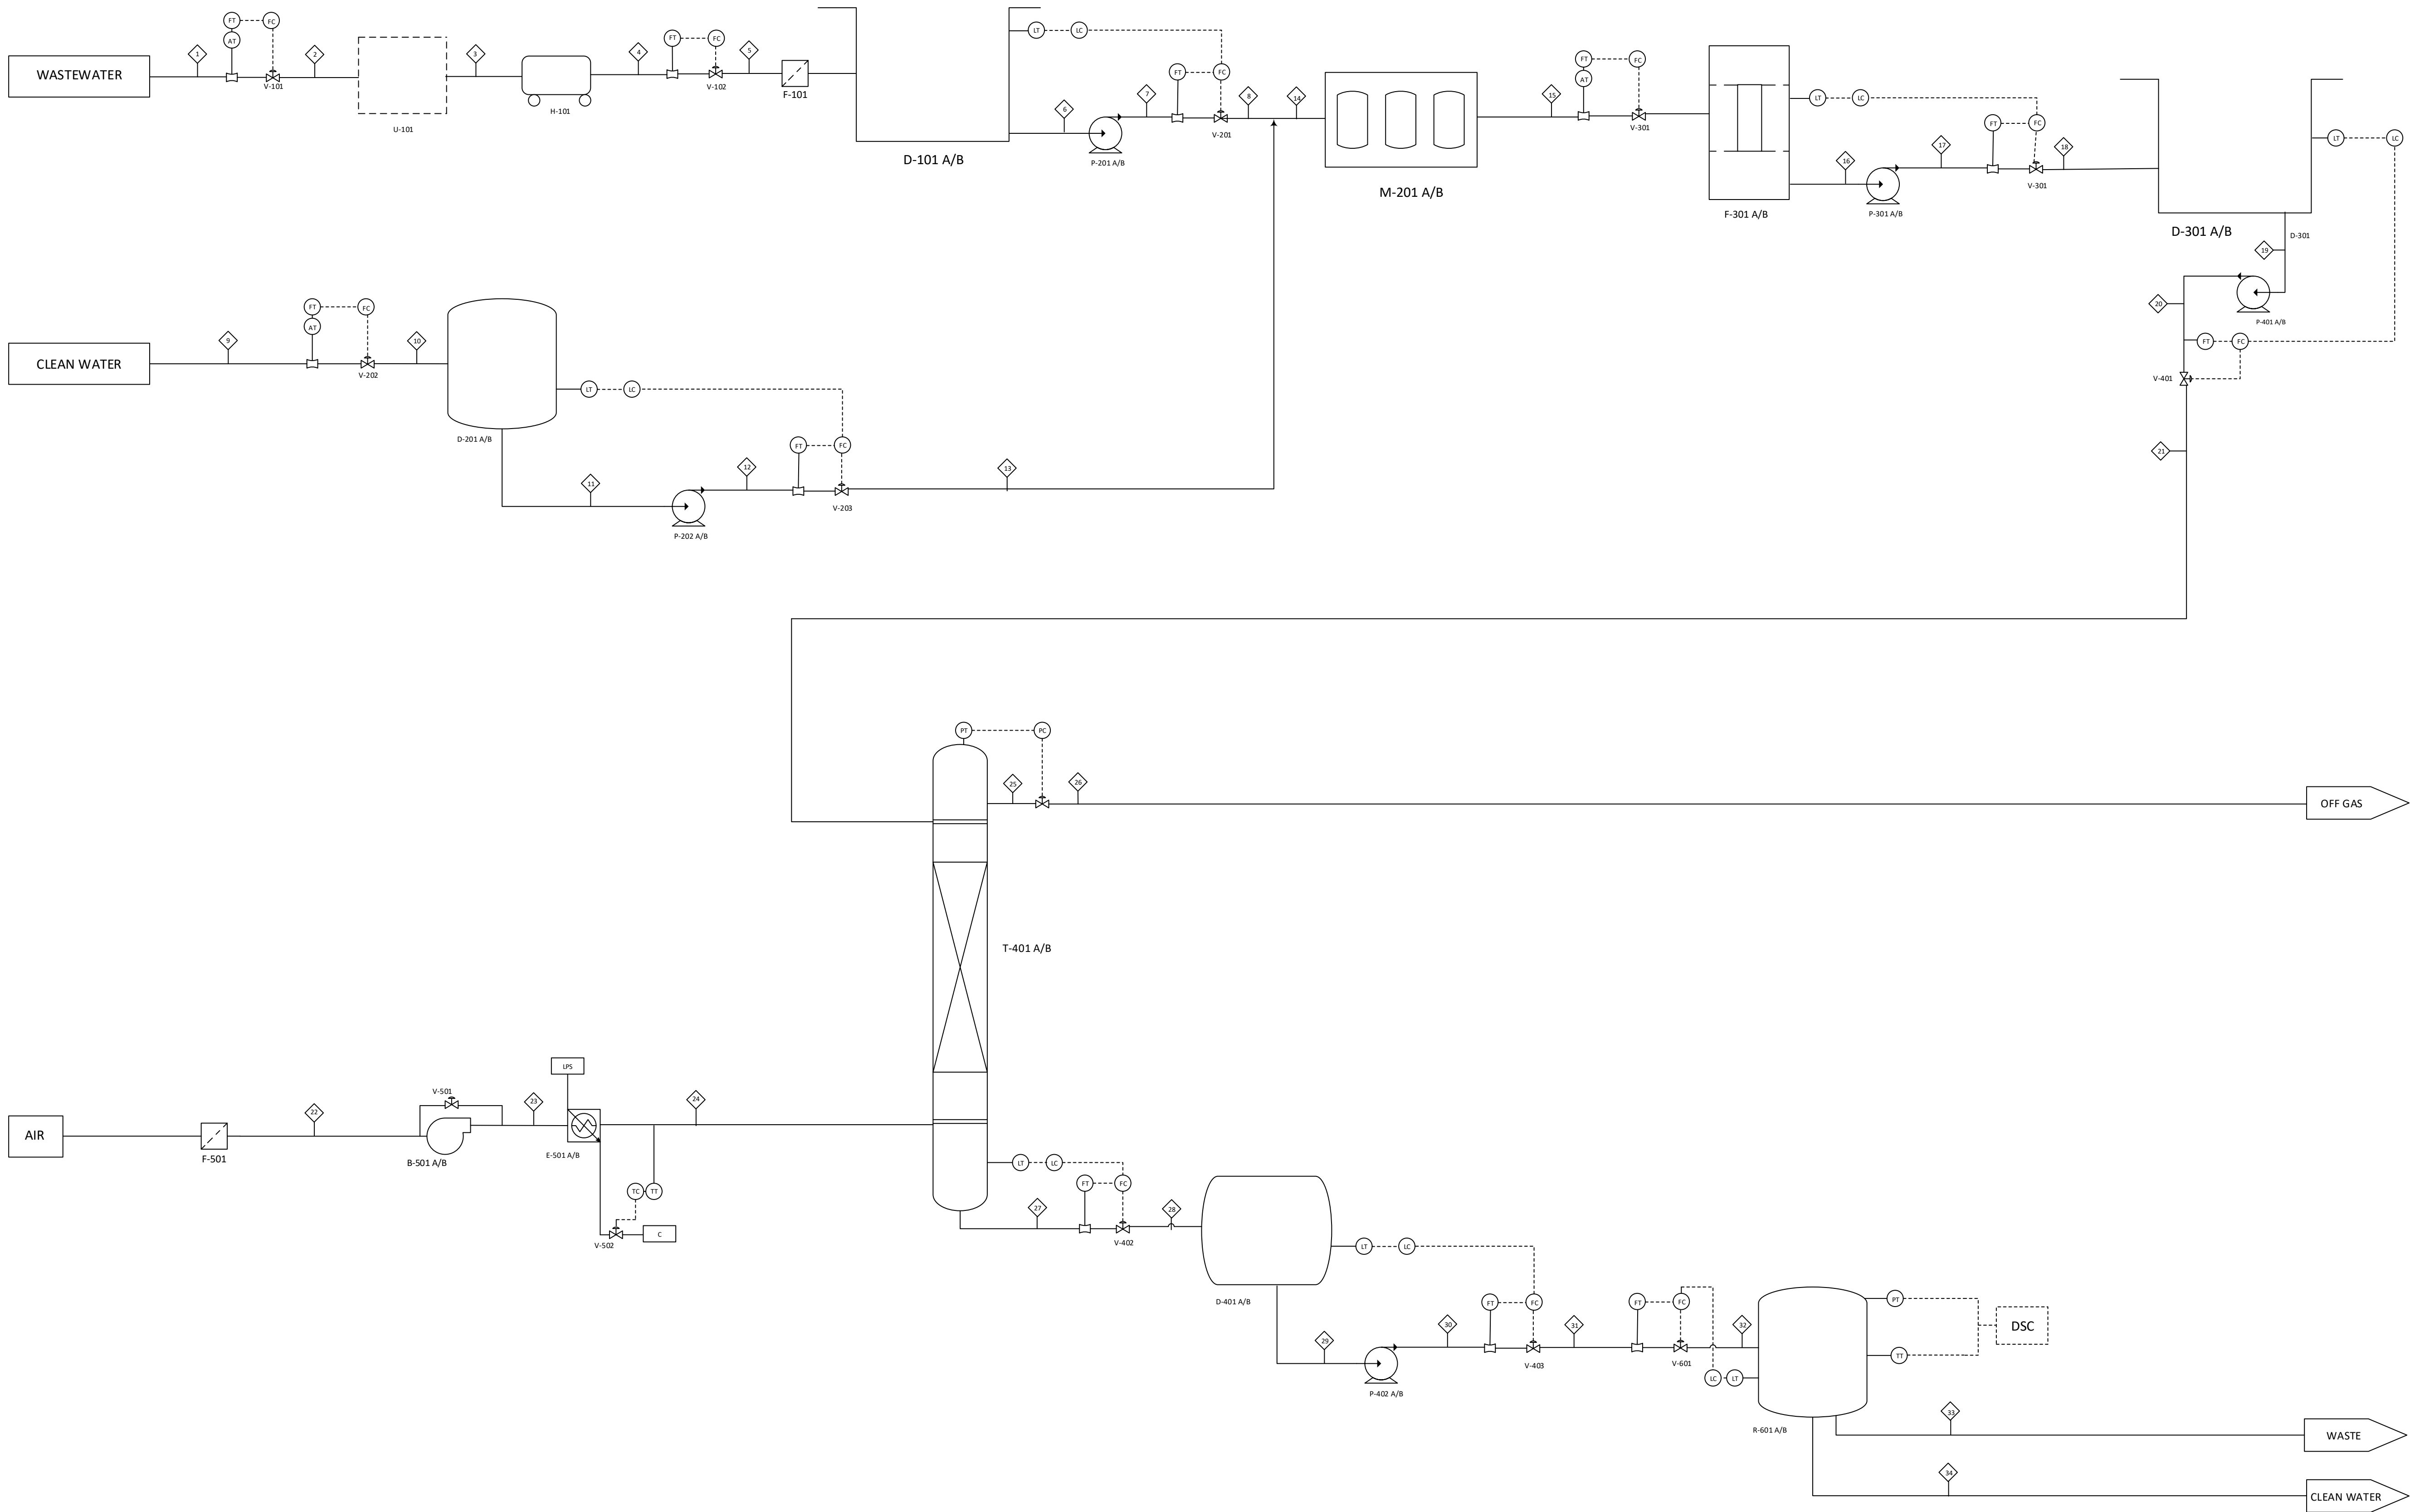 WASTEWATER
1
FT
FC
AT
V-101
2
U-101
3
H-101
4
FT
FC
V-102
5
F-101
D-101 A/B
LT
LC
6
P-201 A/B
7
FT
FC
V-201
8
14
M-201 A/B
15
FT
FC
AT
V-301
F-301 A/B
LT
LC
16
P-301 A/B
17
FT
FC
V-301
18
D-301 A/B
LT
LC
D-301
19
P-401 A/B
20
FT
FC
V-401
21
CLEAN WATER
9
FT
FC
AT
V-202
10
D-201 A/B
LT
LC
11
P-202 A/B
12
FT
FC
V-203
13
PT
PC
25
26
OFF GAS
T-401 A/B
AIR
F-501
22
V-501
B-501 A/B
23
LPS
E-501 A/B
24
TC
TT
V-502
C
LT
LC
27
FT
FC
V-402
28
D-401 A/B
LT
LC
29
P-402 A/B
30
FT
FC
V-403
31
FT
FC
V-601
32
LC
LT
R-601 A/B
PT
TT
DSC
33
WASTE
34
CLEAN WATER